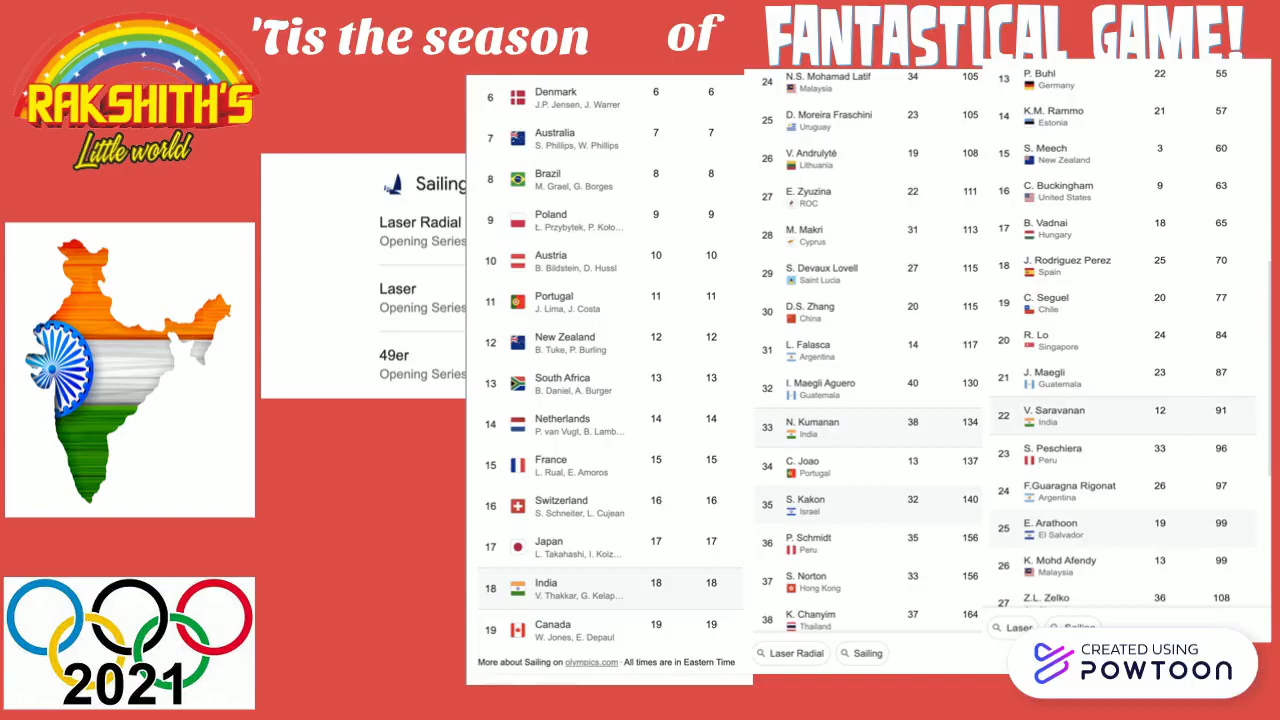 'Tis the season of FANTASTICAL GAME!
RAKSHITH'S
Little world
2021
Sailing
Laser Radial
Opening Series
Laser
Opening Series
49er
Opening Series
6 Denmark 6 6
J.P. Jensen, J. Warrer
7 Australia 7 7
S. Phillips, W. Phillips
8 Brazil 8 8
M. Grael, G. Borges
9 Poland 9 9
Ł. Przybytek, P. Koło...
10 Austria 10 10
B. Bildstein, D. Hussl
11 Portugal 11 11
J. Lima, J. Costa
12 New Zealand 12 12
B. Tuke, P. Burling
13 South Africa 13 13
B. Daniel, A. Burger
14 Netherlands 14 14
P. van Vugt, B. Lamb...
15 France 15 15
L. Rual, E. Amoros
16 Switzerland 16 16
S. Schneiter, L. Cujean
17 Japan 17 17
L. Takahashi, I. Koiz...
18 India 18 18
V. Thakkar, G. Kelap...
19 Canada 19 19
W. Jones, E. Depaul
More about Sailing on olympics.com · All times are in Eastern Time
24 N.S. Mohamad Latif 34 105
Malaysia
25 D. Moreira Fraschini 23 105
Uruguay
26 V. Andrulytė 19 108
Lithuania
27 E. Zyuzina 22 111
ROC
28 M. Makri 31 113
Cyprus
29 S. Devaux Lovell 27 115
Saint Lucia
30 D.S. Zhang 20 115
China
31 L. Falasca 14 117
Argentina
32 I. Maegli Aguero 40 130
Guatemala
33 N. Kumanan 38 134
India
34 C. Joao 13 137
Portugal
35 S. Kakon 32 140
Israel
36 P. Schmidt 35 156
Peru
37 S. Norton 33 156
Hong Kong
38 K. Chanyim 37 164
Thailand
Laser Radial Sailing
13 P. Buhl 22 55
Germany
14 K.M. Rammo 21 57
Estonia
15 S. Meech 3 60
New Zealand
16 C. Buckingham 9 63
United States
17 B. Vadnai 18 65
Hungary
18 J. Rodriguez Perez 25 70
Spain
19 C. Seguel 20 77
Chile
20 R. Lo 24 84
Singapore
21 J. Maegli 23 87
Guatemala
22 V. Saravanan 12 91
India
23 S. Peschiera 33 96
Peru
24 F.Guaragna Rigonat 26 97
Argentina
25 E. Arathoon 19 99
El Salvador
26 K. Mohd Afendy 13 99
Malaysia
27 Z.L. Zelko 36 108
Laser Sailing
CREATED USING
POWTOON